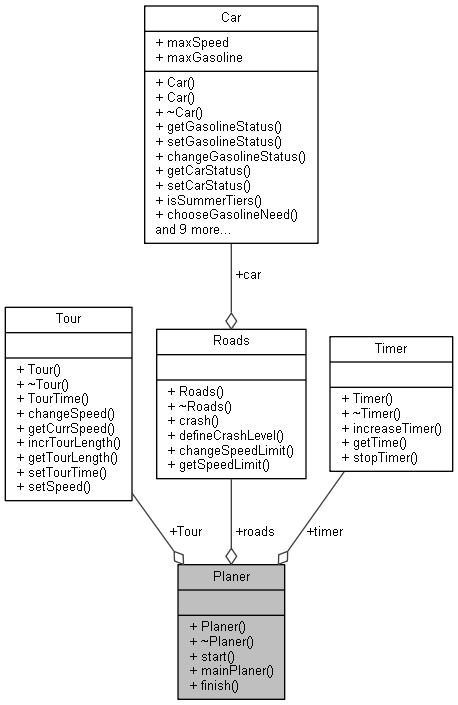 Car
+ maxSpeed
+ maxGasoline
+ Car()
+ Car()
+ ~Car()
+ getGasolineStatus()
+ setGasolineStatus()
+ changeGasolineStatus()
+ getCarStatus()
+ setCarStatus()
+ isSummerTiers()
+ chooseGasolineNeed()
and 9 more...
+car
Tour
+ Tour()
+ ~Tour()
+ TourTime()
+ changeSpeed()
+ getCurrSpeed()
+ incrTourLength()
+ getTourLength()
+ setTourTime()
+ setSpeed()
Roads
+ Roads()
+ ~Roads()
+ crash()
+ defineCrashLevel()
+ changeSpeedLimit()
+ getSpeedLimit()
Timer
+ Timer()
+ ~Timer()
+ increaseTimer()
+ getTime()
+ stopTimer()
+Tour
+roads
+timer
Planer
+ Planer()
+ ~Planer()
+ start()
+ mainPlaner()
+ finish()